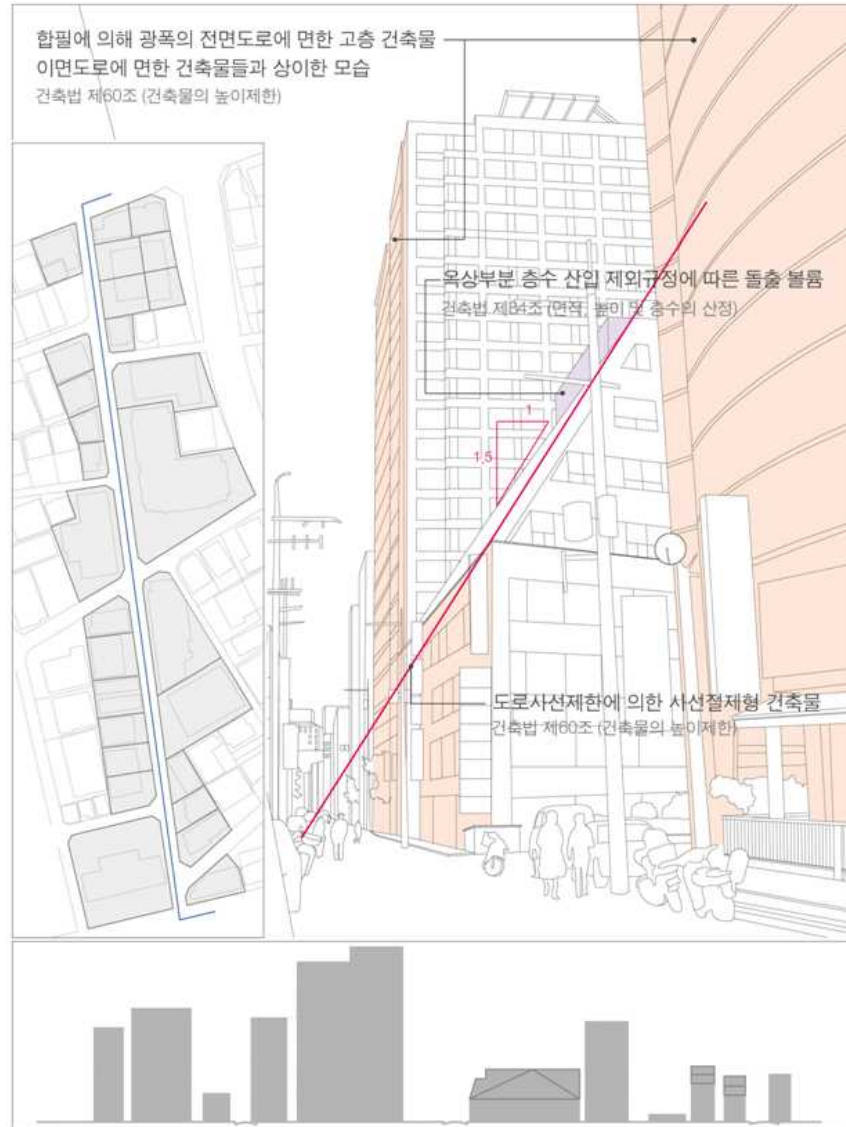 합필에 의해 광폭의 전면도로에 면한 고층 건축물
이면도로에 면한 건축물들과 상이한 모습
건축법 제60조 (건축물의 높이제한)
옥상부분 층수 산입 제외규정에 따른 돌출 볼륨
건축법 제84조 (면적, 높이 및 층수의 산정)
1
1.5
도로사선제한에 의한 사선절제형 건축물
건축법 제60조 (건축물의 높이제한)